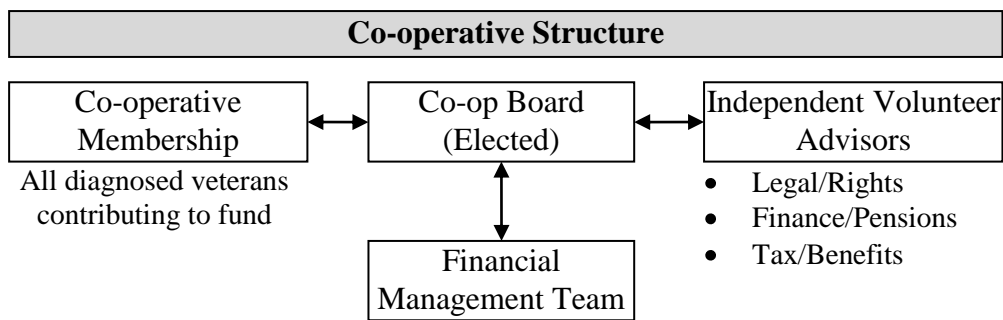 Co-operative Structure
Co-operative
Membership
All diagnosed veterans
contributing to fund
Co-op Board
(Elected)
Independent Volunteer
Advisors
• Legal/Rights
• Finance/Pensions
• Tax/Benefits
Financial
Management Team